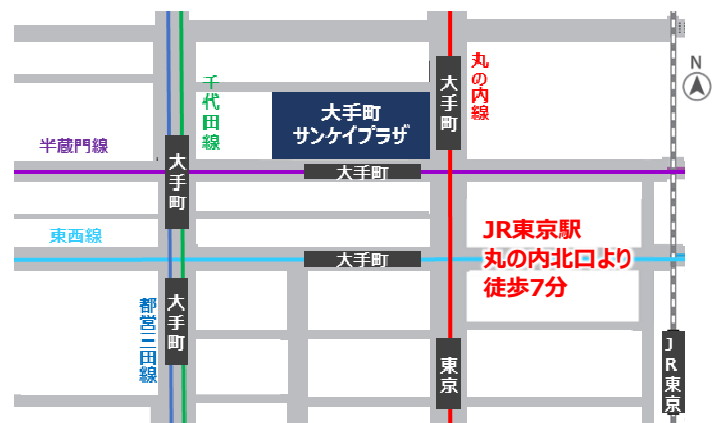 丸の内線
N
大手町
千代田線
大手町
サンケイプラザ
半蔵門線
大手町
大手町
東西線
JR東京駅
丸の内北口より
徒歩7分
大手町
都営三田線
大手町
東京
JR東京